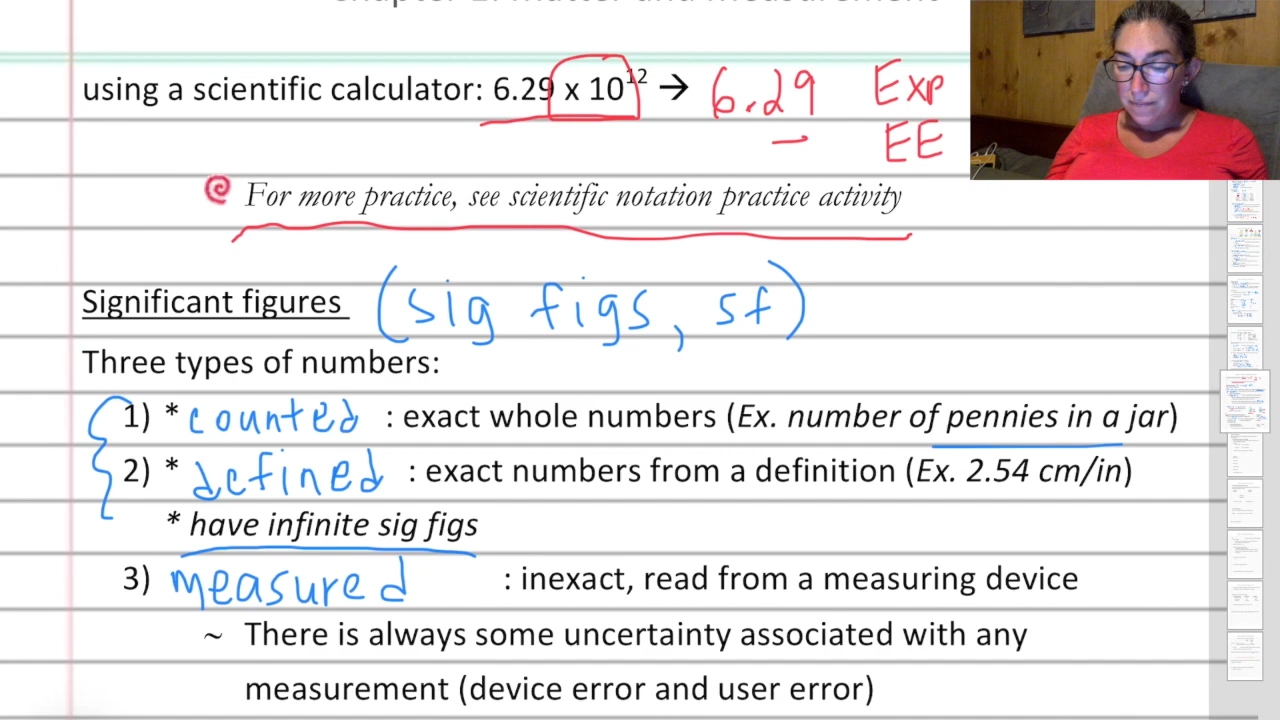 using a scientific calculator: 6.29 x 10¹² → 6.29 Exp
EE
For more practice, see scientific notation practice activity
Significant figures (sig figs, sf)
Three types of numbers:
1) * counted : exact whole numbers (Ex. number of pennies in a jar)
2) * defined : exact numbers from a definition (Ex. 2.54 cm/in)
* have infinite sig figs
3) measured : inexact, read from a measuring device
~ There is always some uncertainty associated with any
measurement (device error and user error)